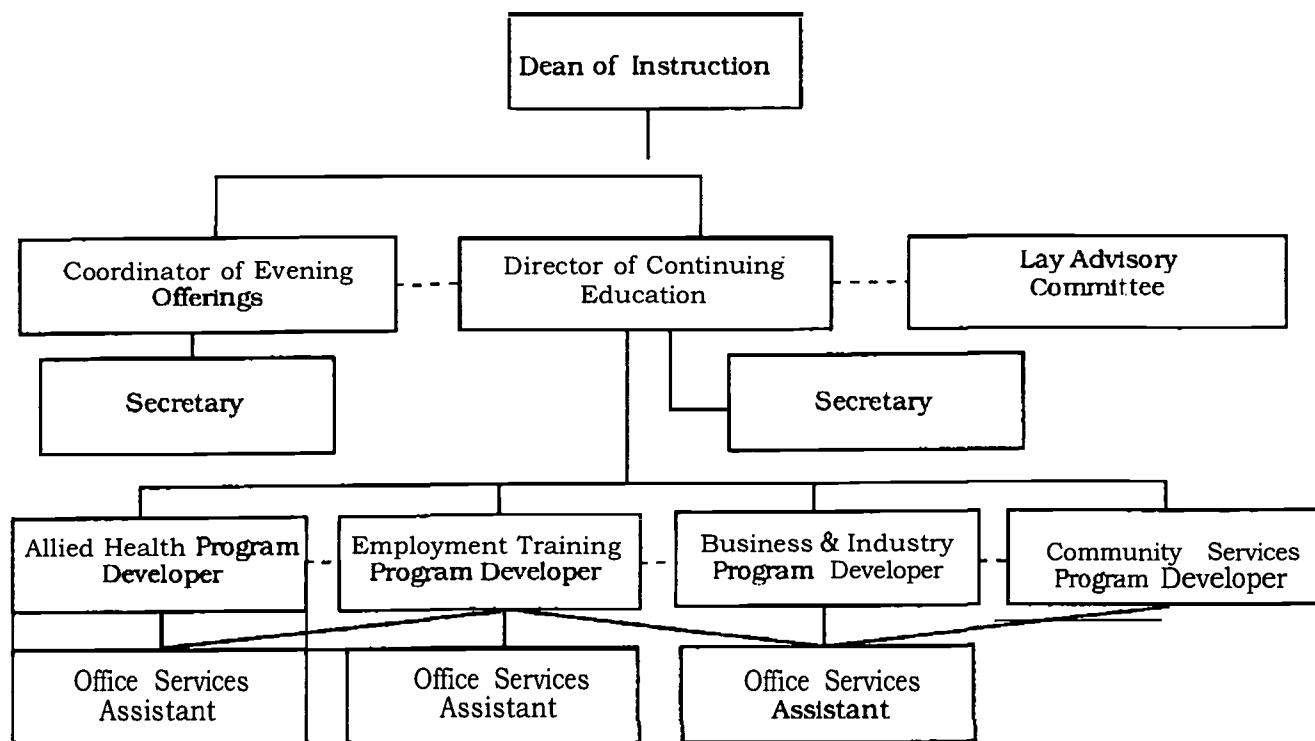 Dean of Instruction
Coordinator of Evening
Offerings
Director of Continuing
Education
Lay Advisory
Committee
Secretary
Secretary
Allied Health Program
Developer
Employment Training
Program Developer
Business & Industry
Program Developer
Community Services
Program Developer
Office Services
Assistant
Office Services
Assistant
Office Services
Assistant